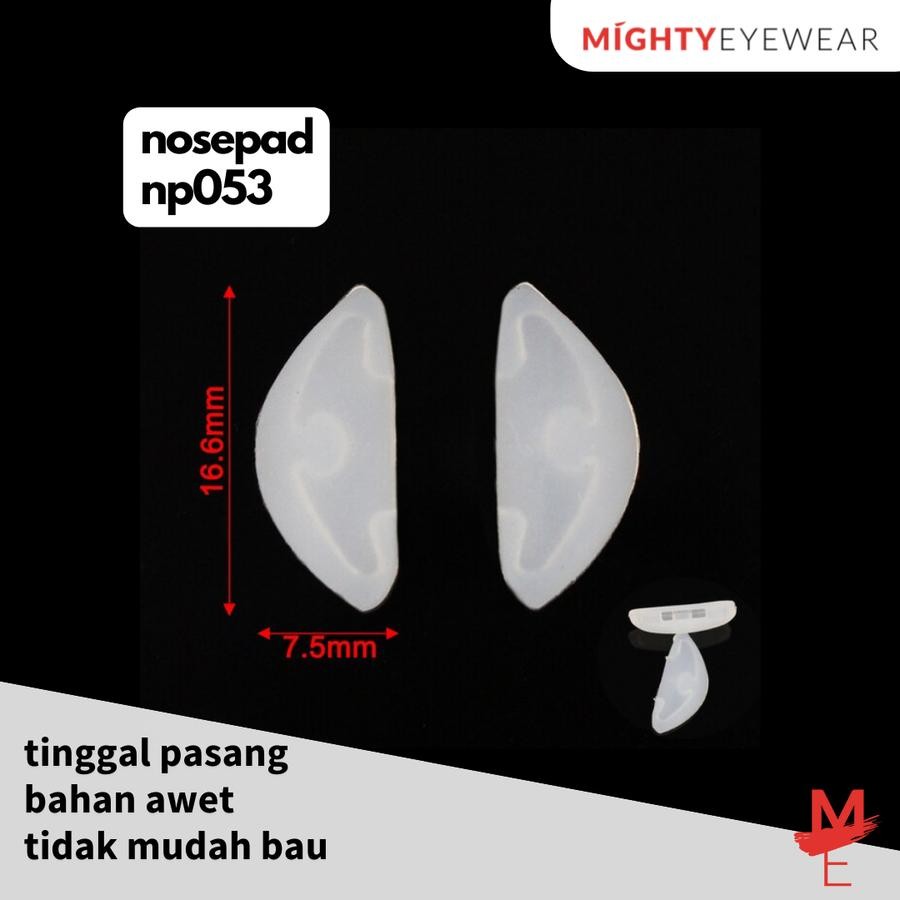 MIGHTYEYEWEAR
nosepad
np053
16.6mm
7.5mm
tinggal pasang
bahan awet
tidak mudah bau
M
E